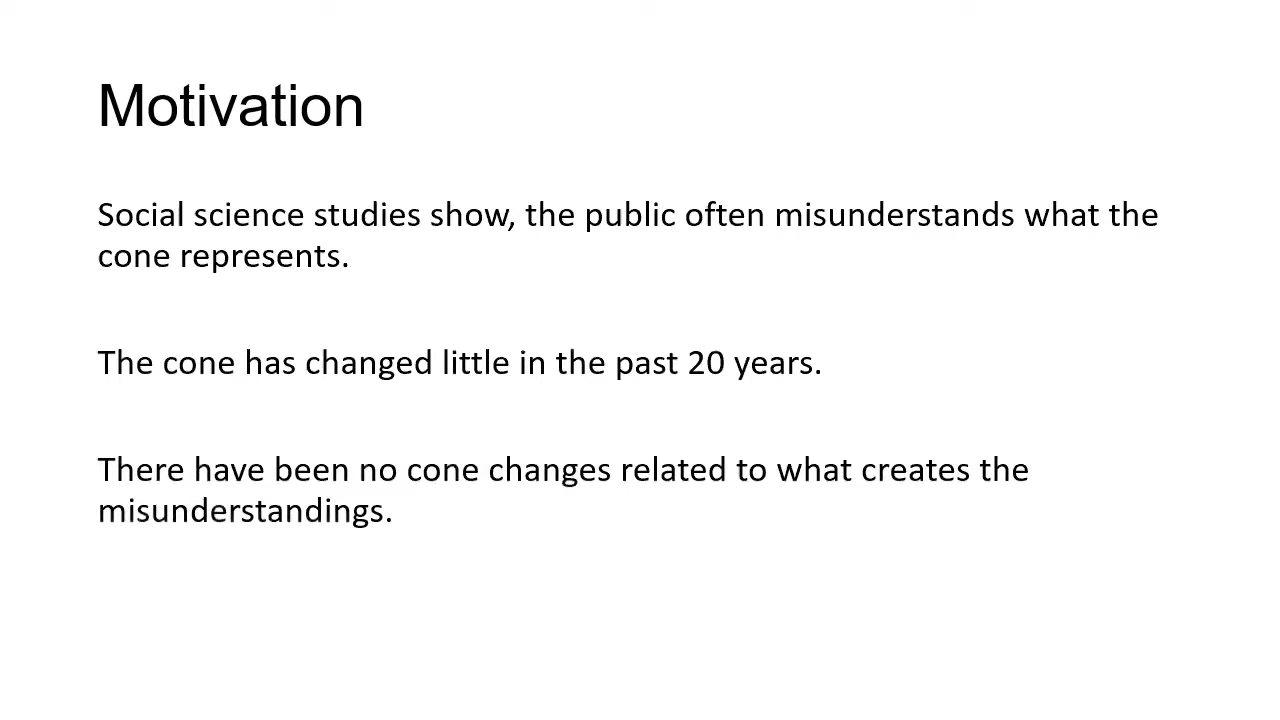 Motivation
Social science studies show, the public often misunderstands what the
cone represents.
The cone has changed little in the past 20 years.
There have been no cone changes related to what creates the
misunderstandings.